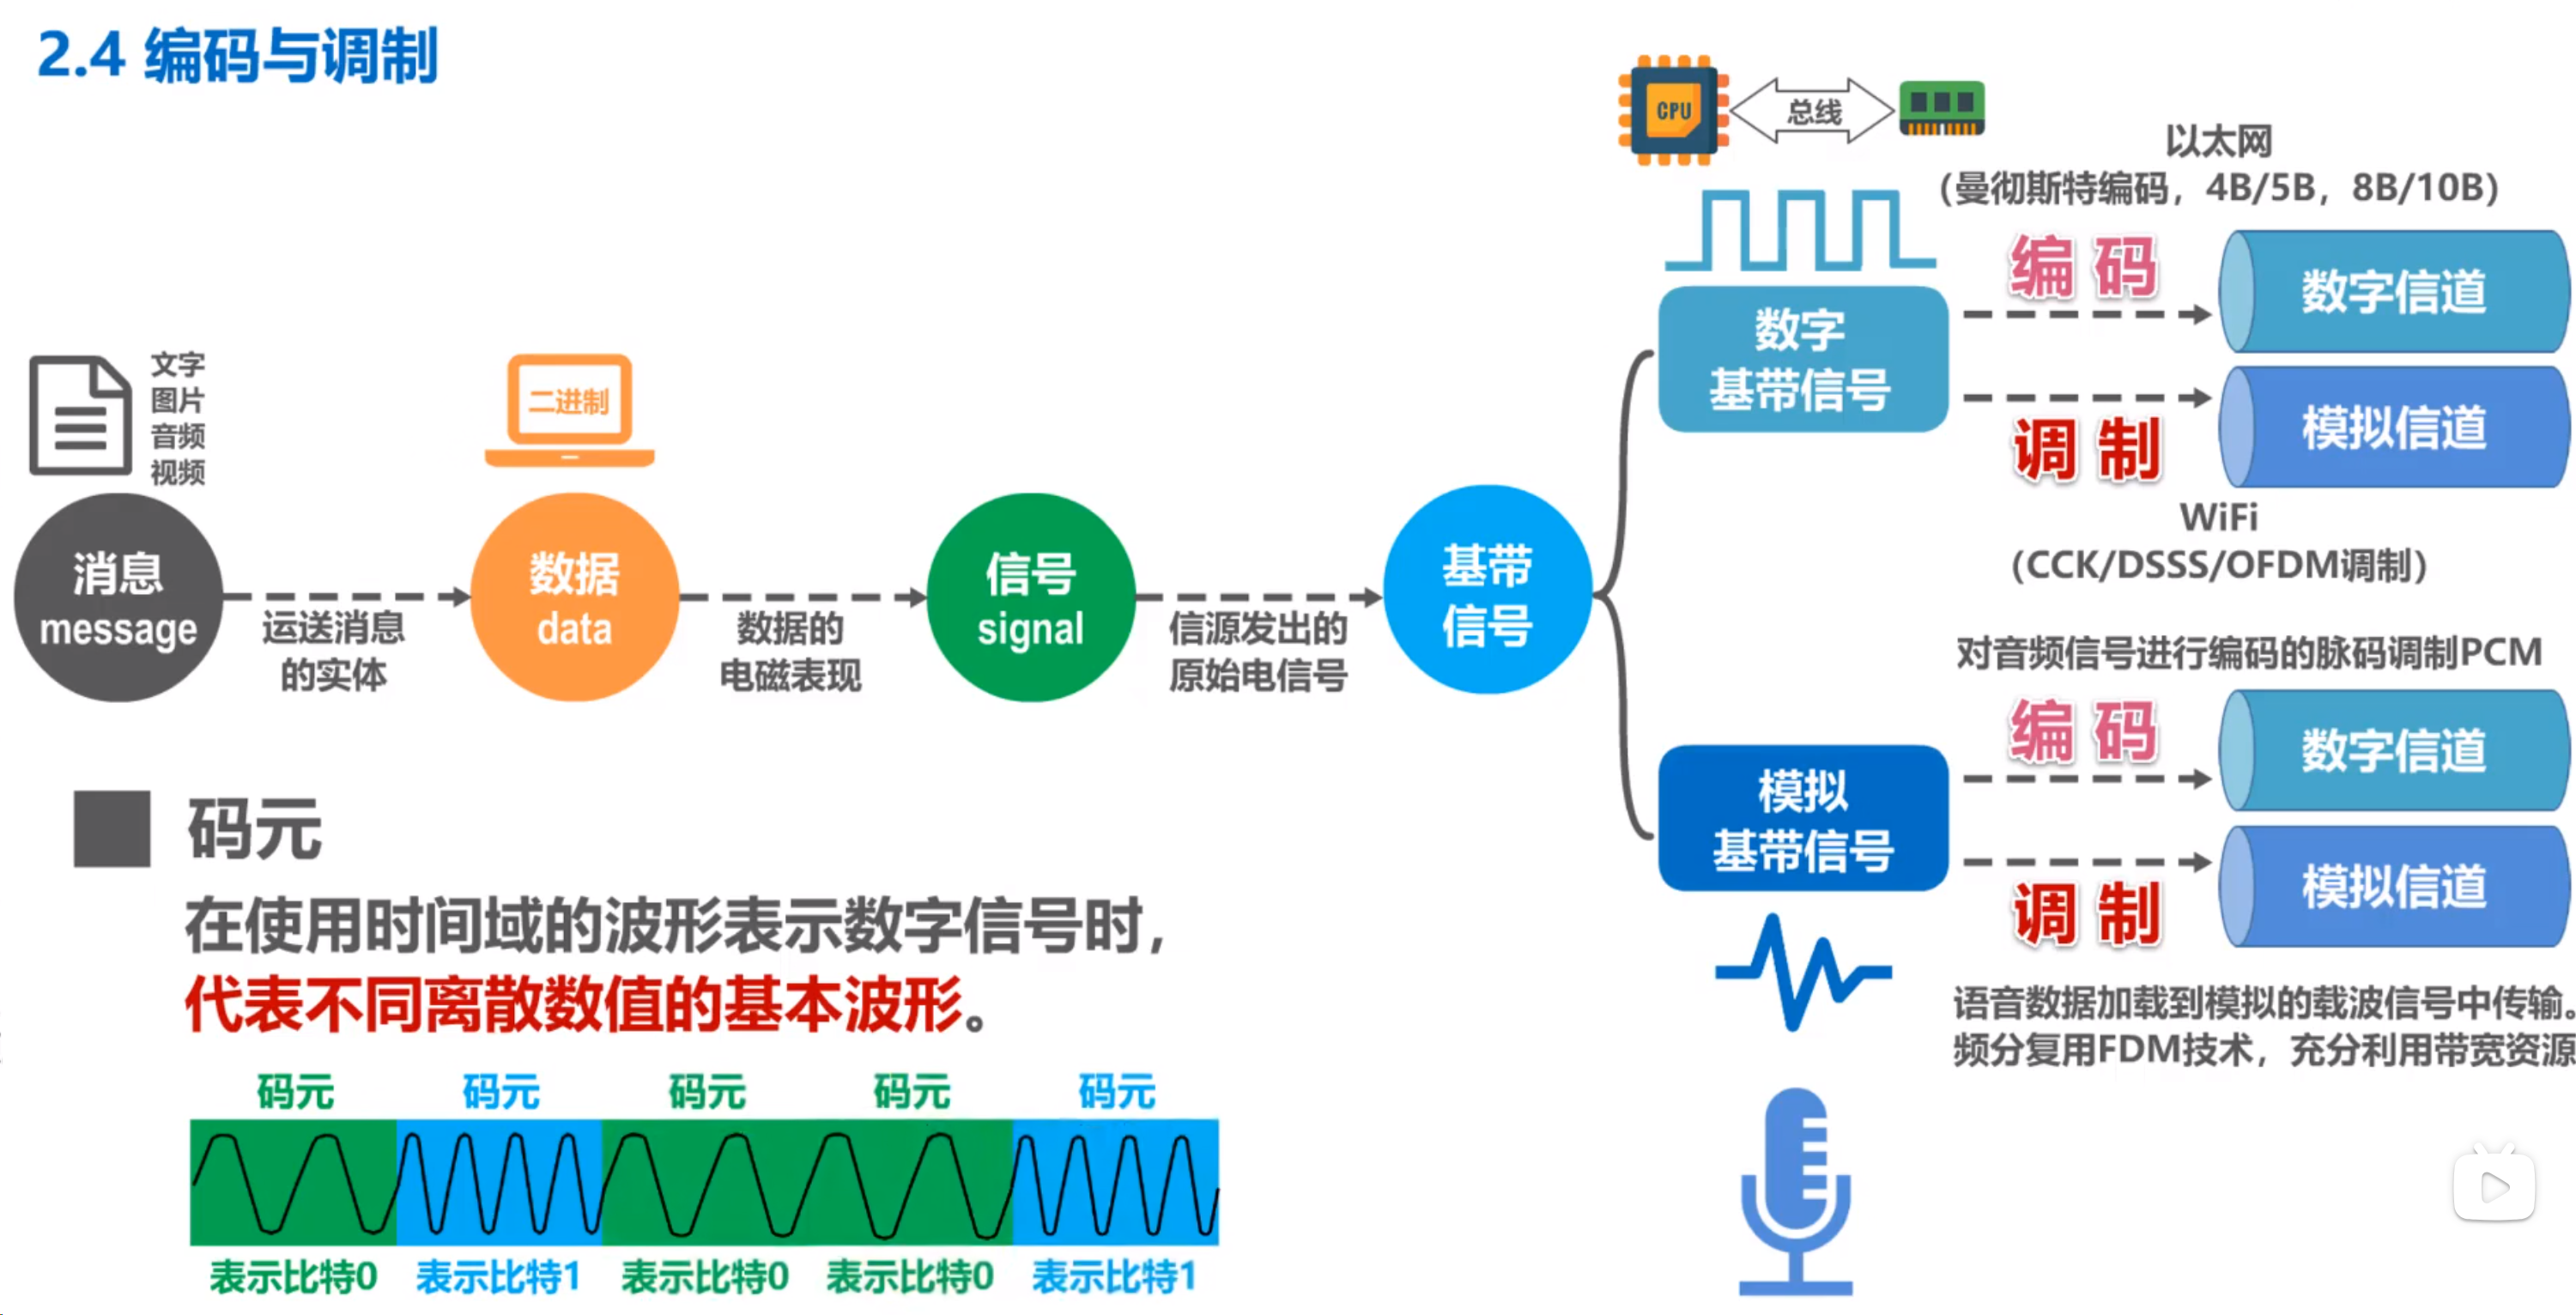 2.4 编码与调制
CPU
总线
以太网
（曼彻斯特编码，4B/5B，8B/10B）
编 码
数字信道
数字
基带信号
调 制
模拟信道
WiFi
（CCK/DSSS/OFDM调制）
文字
图片
音频
视频
二进制
消息
message
运送消息
的实体
数据
data
数据的
电磁表现
信号
signal
信源发出的
原始电信号
基带
信号
对音频信号进行编码的脉码调制PCM
编 码
数字信道
模拟
基带信号
调 制
模拟信道
语音数据加载到模拟的载波信号中传输。
频分复用FDM技术，充分利用带宽资源
码元
在使用时间域的波形表示数字信号时，
代表不同离散数值的基本波形。
码元
码元
码元
码元
码元
表示比特0
表示比特1
表示比特0
表示比特0
表示比特1